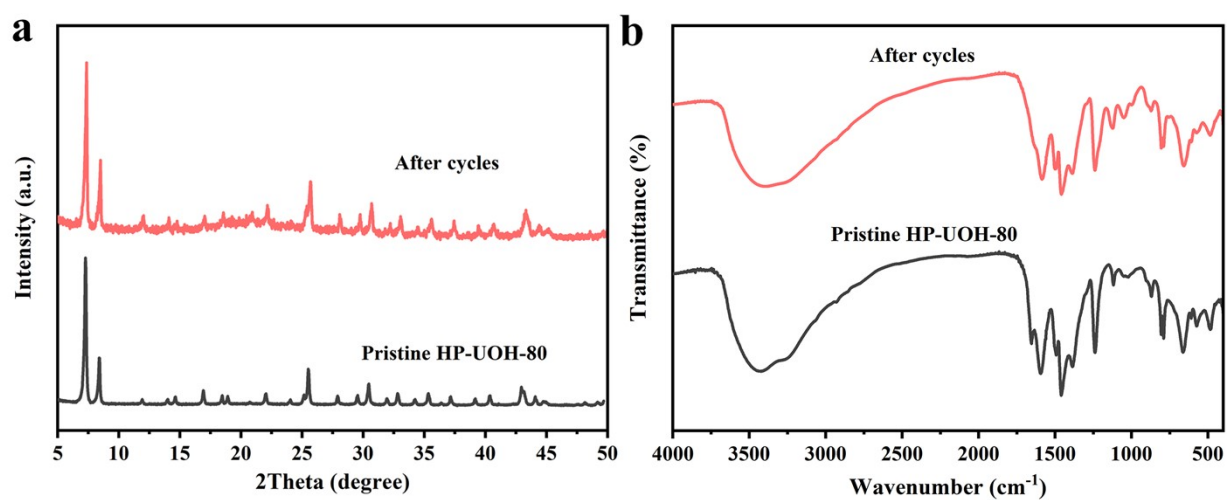 a
Intensity (a.u.)
After cycles
Pristine HP-UOH-80
5 10 15 20 25 30 35 40 45 50
2Theta (degree)
b
Transmittance (%)
After cycles
Pristine HP-UOH-80
4000 3500 3000 2500 2000 1500 1000 500
Wavenumber (cm⁻¹)